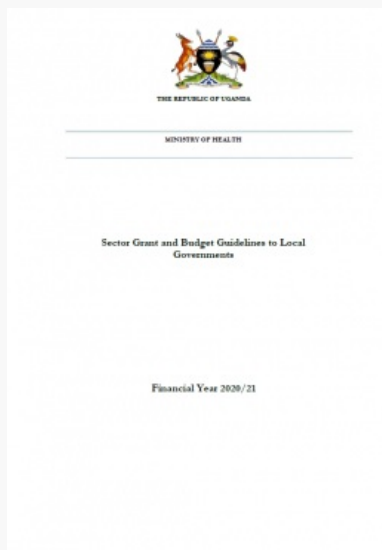 THE REPUBLIC OF UGANDA
MINISTRY OF HEALTH
Sector Grant and Budget Guidelines to Local
Governments
Financial Year 2020/21